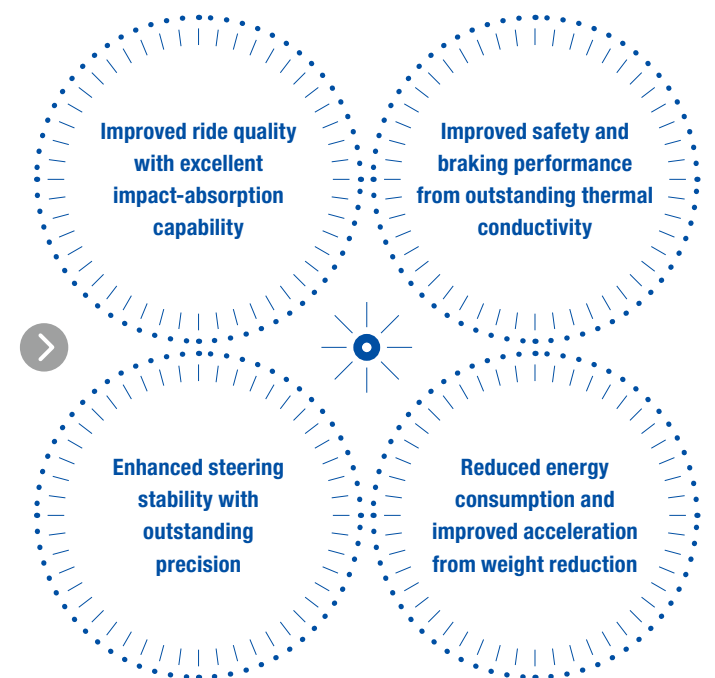 Improved ride quality
with excellent
impact-absorption
capability
Improved safety and
braking performance
from outstanding thermal
conductivity
Enhanced steering
stability with
outstanding
precision
Reduced energy
consumption and
improved acceleration
from weight reduction